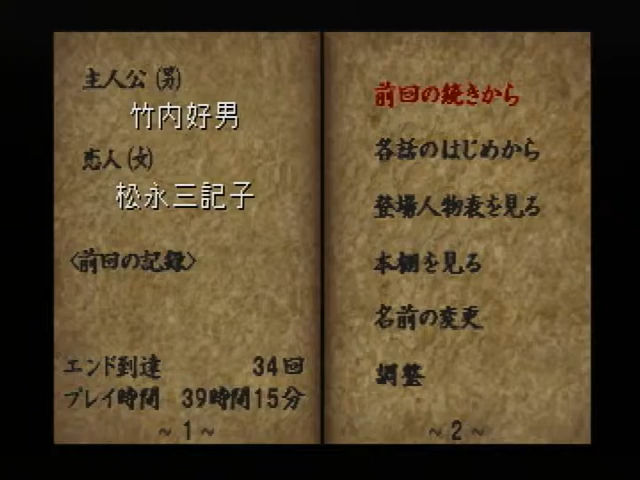 主人公(男)
竹内好男
恋人(女)
松永三記子
〈前回の記録〉
エンド到達 34回
プレイ時間 39時間15分
~1~
前回の続きから
各話のはじめから
登場人物表を見る
本棚を見る
名前の変更
調整
~2~